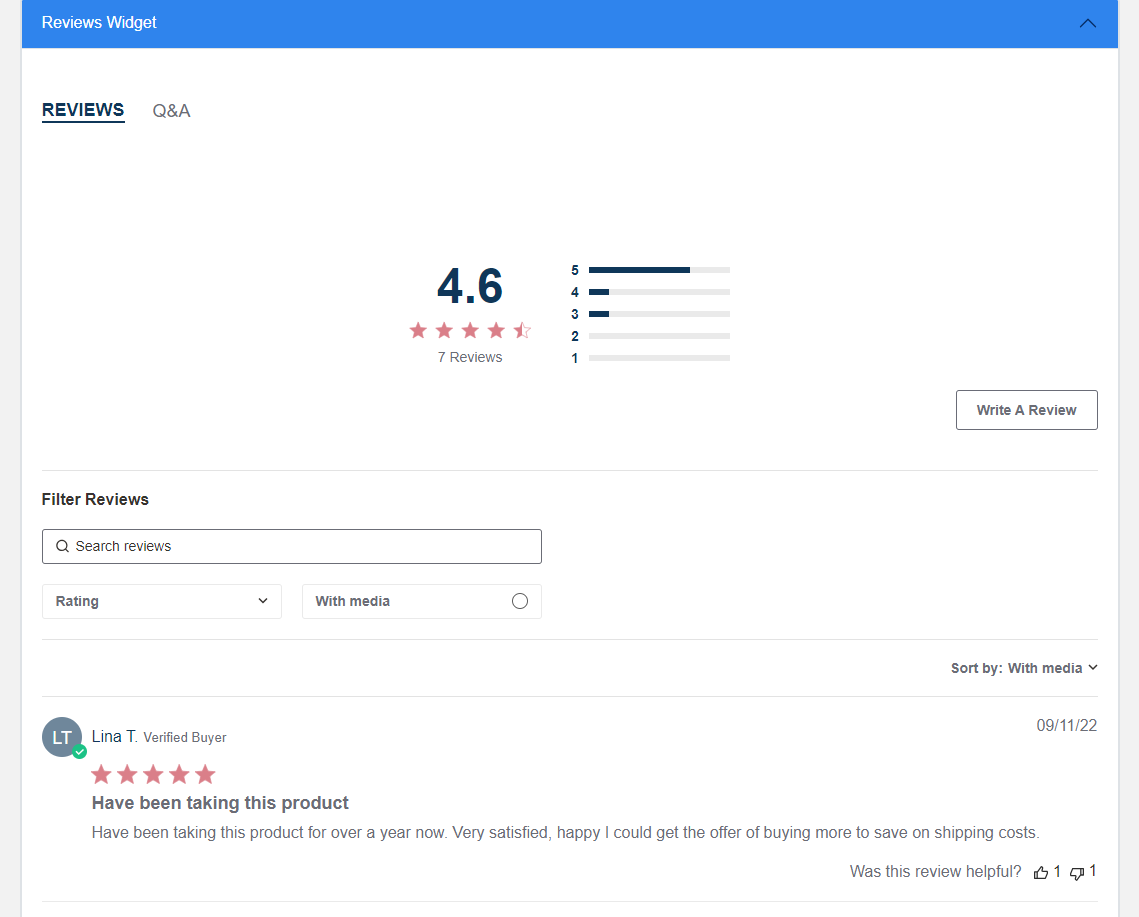 Reviews Widget
REVIEWS Q&A
4.6
7 Reviews
5
4
3
2
1
Write A Review
Filter Reviews
Search reviews
Rating With media
Sort by: With media
LT Lina T. Verified Buyer 09/11/22
Have been taking this product
Have been taking this product for over a year now. Very satisfied, happy I could get the offer of buying more to save on shipping costs.
Was this review helpful? 1 1